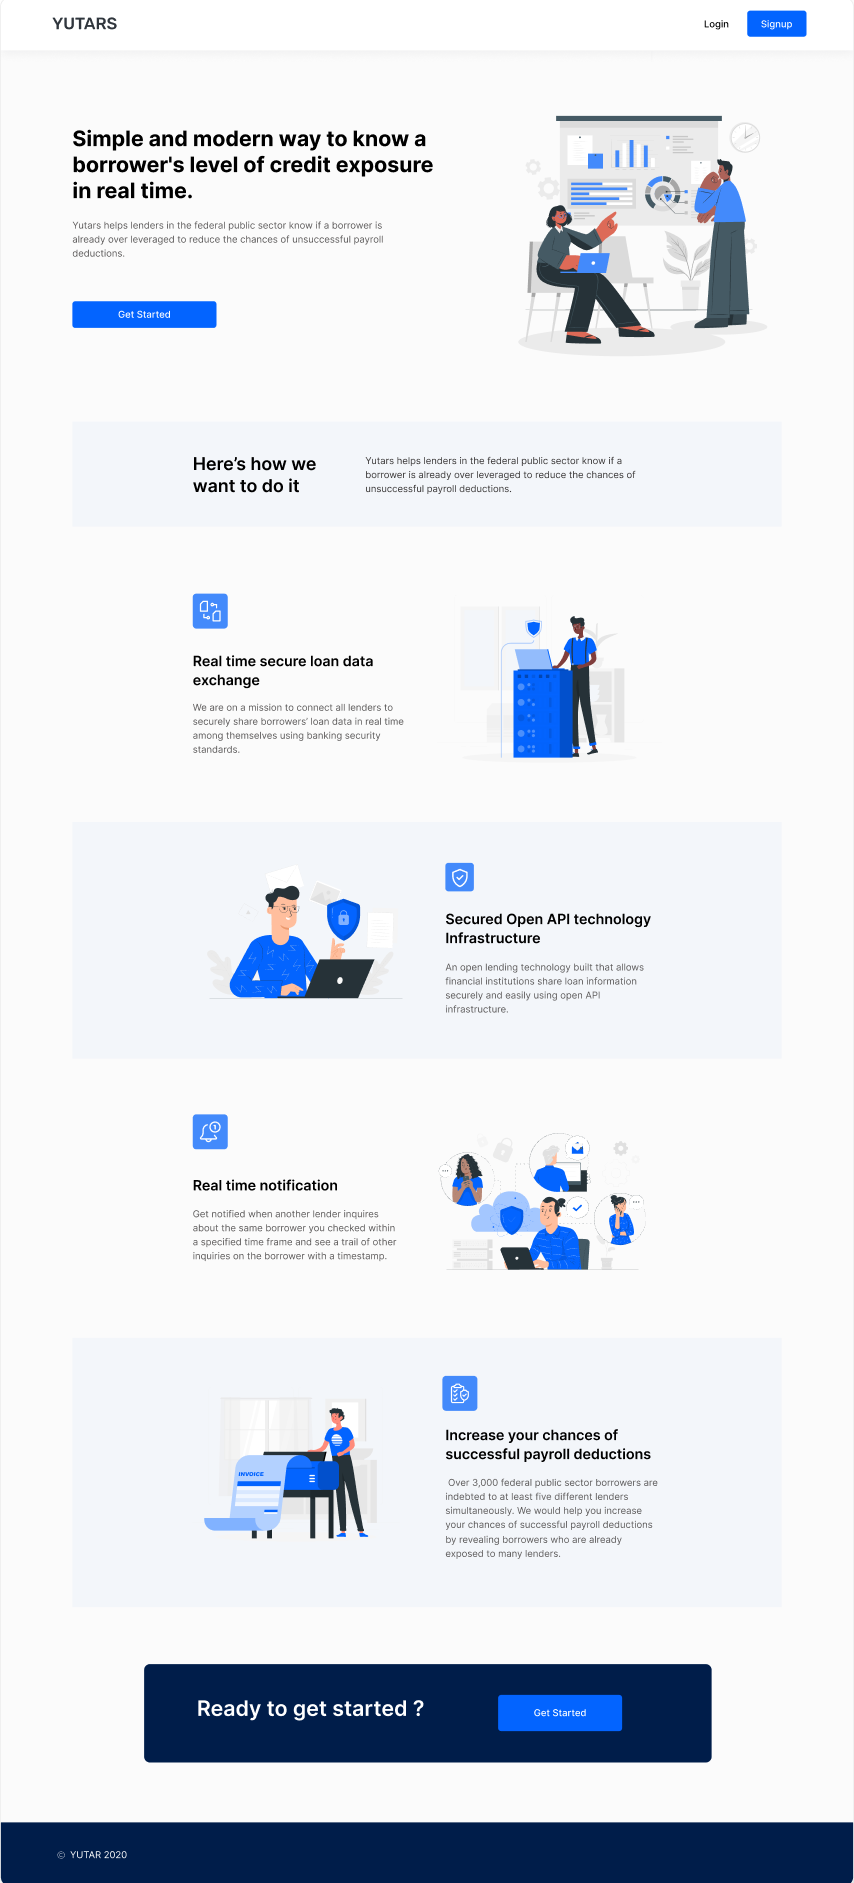 YUTARS
Login
Signup
Simple and modern way to know a
borrower's level of credit exposure
in real time.
Yutars helps lenders in the federal public sector know if a borrower is
already over leveraged to reduce the chances of unsuccessful payroll
deductions.
Get Started
Here’s how we
want to do it
Yutars helps lenders in the federal public sector know if a
borrower is already over leveraged to reduce the chances of
unsuccessful payroll deductions.
Real time secure loan data
exchange
We are on a mission to connect all lenders to
securely share borrowers’ loan data in real time
among themselves using banking security
standards.
Secured Open API technology
Infrastructure
An open lending technology built that allows
financial institutions share loan information
securely and easily using open API
infrastructure.
1
Real time notification
Get notified when another lender inquires
about the same borrower you checked within
a specified time frame and see a trail of other
inquiries on the borrower with a timestamp.
INVOICE
Increase your chances of
successful payroll deductions
Over 3,000 federal public sector borrowers are
indebted to at least five different lenders
simultaneously. We would help you increase
your chances of successful payroll deductions
by revealing borrowers who are already
exposed to many lenders.
Ready to get started ?
Get Started
© YUTAR 2020